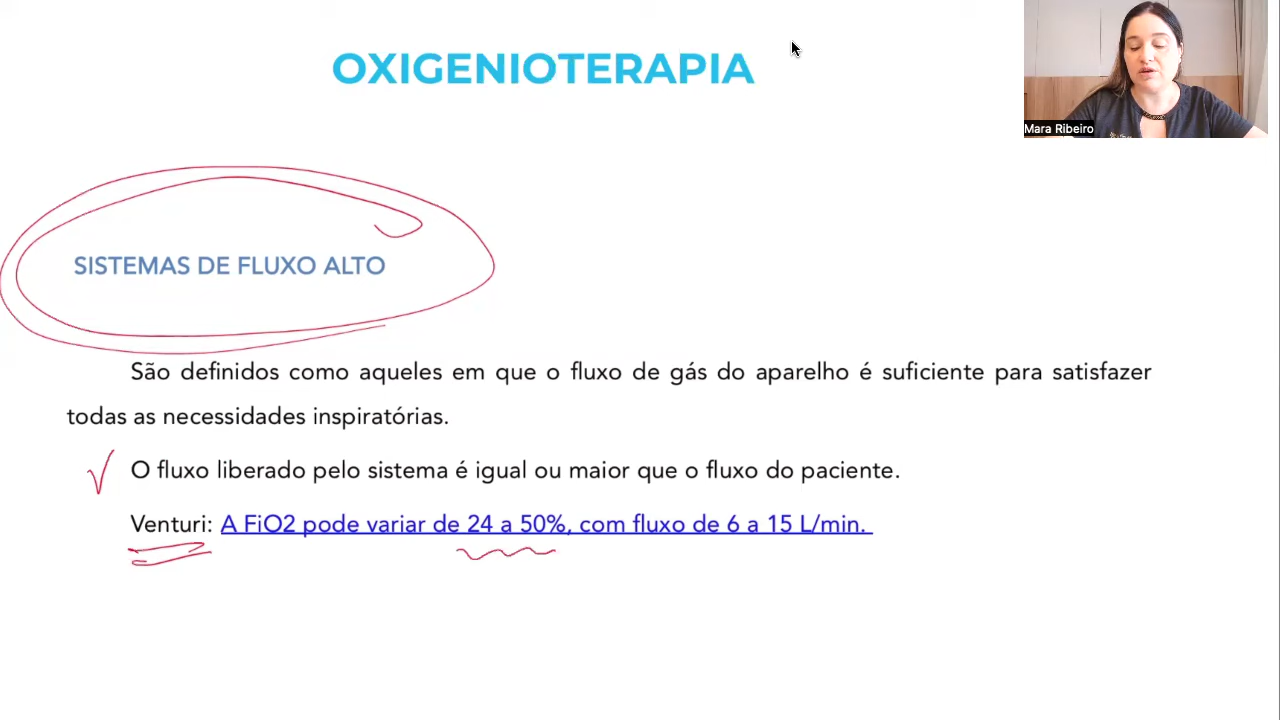 OXIGENIOTERAPIA
Mara Ribeiro
SISTEMAS DE FLUXO ALTO
São definidos como aqueles em que o fluxo de gás do aparelho é suficiente para satisfazer
todas as necessidades inspiratórias.
O fluxo liberado pelo sistema é igual ou maior que o fluxo do paciente.
Venturi: A FiO2 pode variar de 24 a 50%, com fluxo de 6 a 15 L/min.